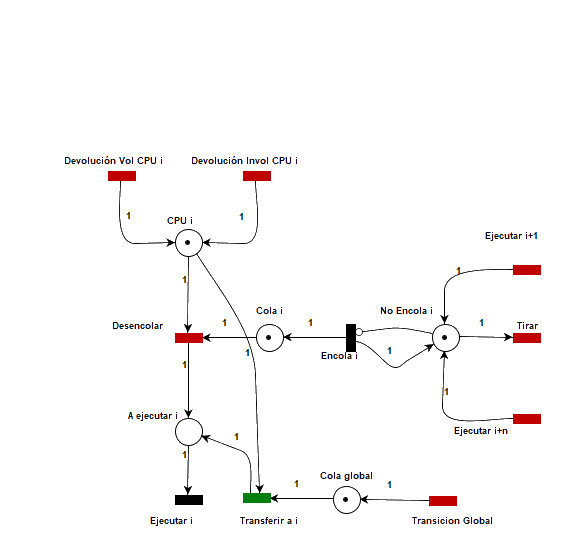 Devolución Vol CPU i
Devolución Invol CPU i
1
1
CPU i
Ejecutar i+1
1
1
Desencolar
Cola i
No Encola i
Tirar
1
1
1
Encola i
1
1
1
1
A ejecutar i
Ejecutar i+n
1
1
Cola global
1
1
Ejecutar i
Transferir a i
Transicion Global